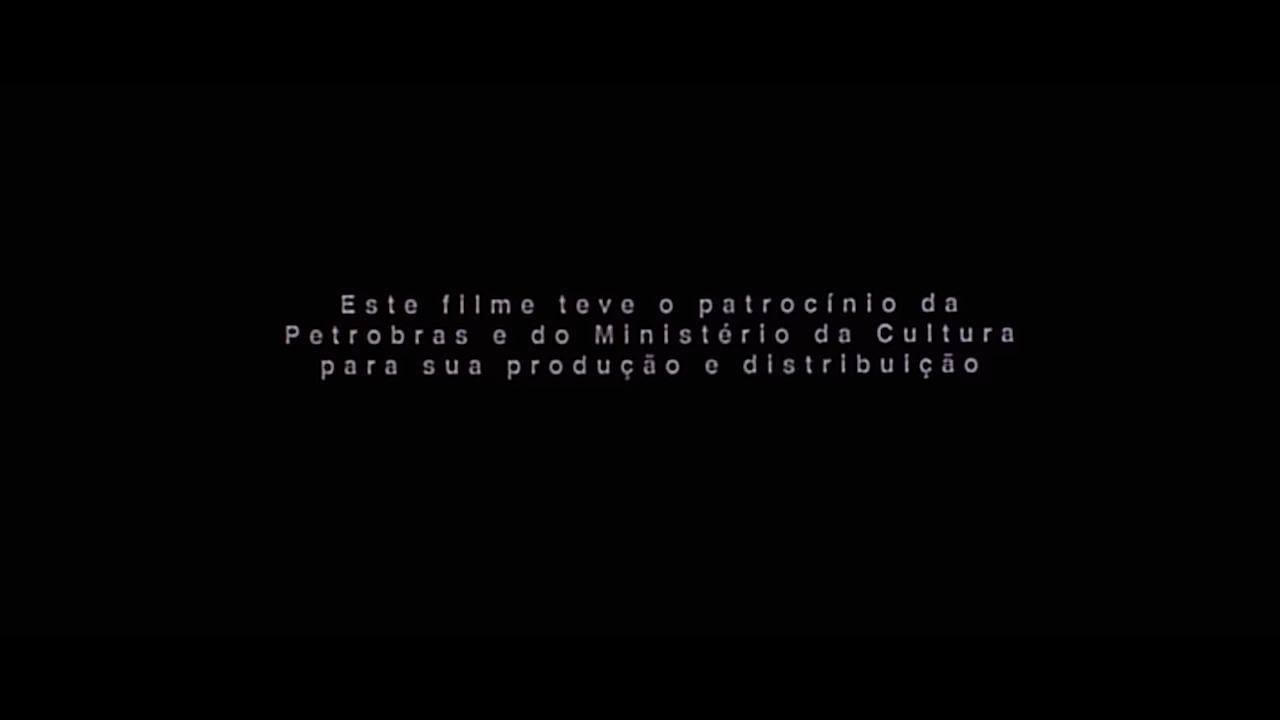 Este filme teve o patrocínio da
Petrobras e do Ministério da Cultura
para sua produção e distribuição